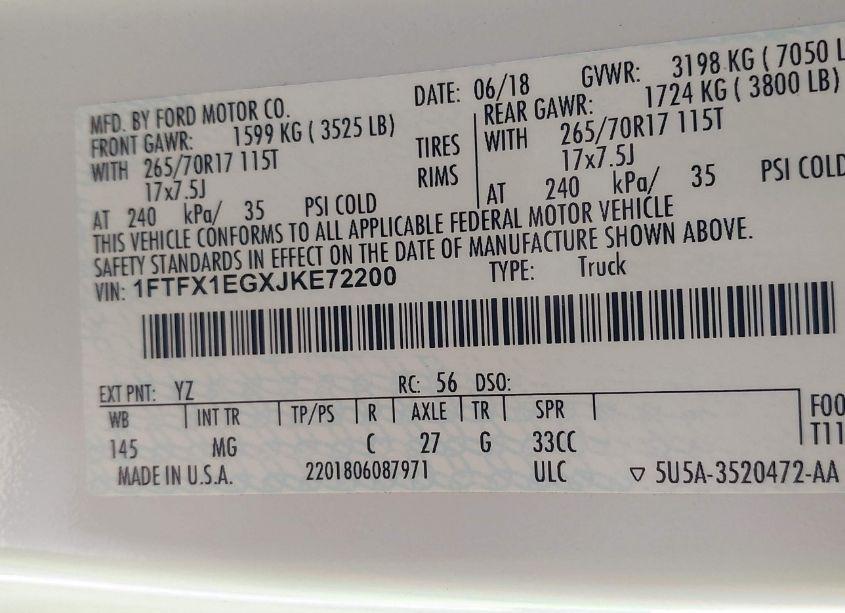 MFD. BY FORD MOTOR CO. DATE: 06/18 GVWR: 3198 KG ( 7050 L
FRONT GAWR: 1599 KG ( 3525 LB) REAR GAWR: 1724 KG ( 3800 LB)
WITH 265/70R17 115T TIRES WITH 265/70R17 115T
17x7.5J RIMS 17x7.5J
AT 240 kPa/ 35 PSI COLD AT 240 kPa/ 35 PSI COLD
THIS VEHICLE CONFORMS TO ALL APPLICABLE FEDERAL MOTOR VEHICLE
SAFETY STANDARDS IN EFFECT ON THE DATE OF MANUFACTURE SHOWN ABOVE.
VIN: 1FTFX1EGXJKE72200 TYPE: Truck
EXT PNT: YZ RC: 56 DSO:
WB INT TR TP/PS R AXLE TR SPR F00
145 MG C 27 G 33CC T11
MADE IN U.S.A. 2201806087971 ULC ▽ 5U5A-3520472-AA